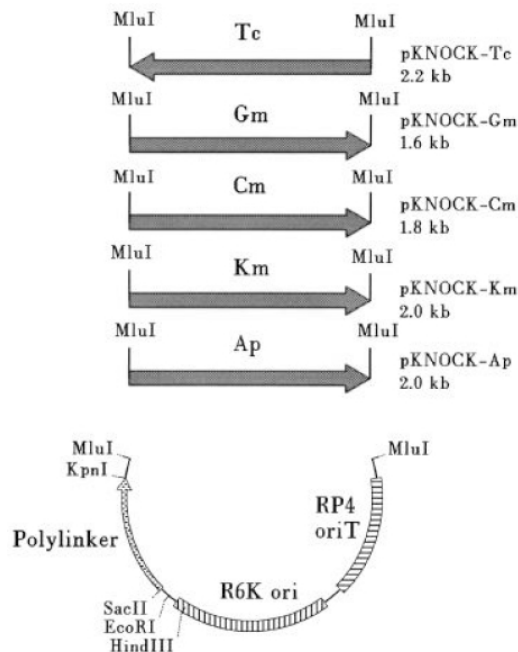 MluI Tc MluI
pKNOCK-Tc
2.2 kb
MluI Gm MluI
pKNOCK-Gm
1.6 kb
MluI Cm MluI
pKNOCK-Cm
1.8 kb
MluI Km MluI
pKNOCK-Km
2.0 kb
MluI Ap MluI
pKNOCK-Ap
2.0 kb
MluI MluI
KpnI
RP4
oriT
Polylinker
R6K ori
SacII
EcoRI
HindIII